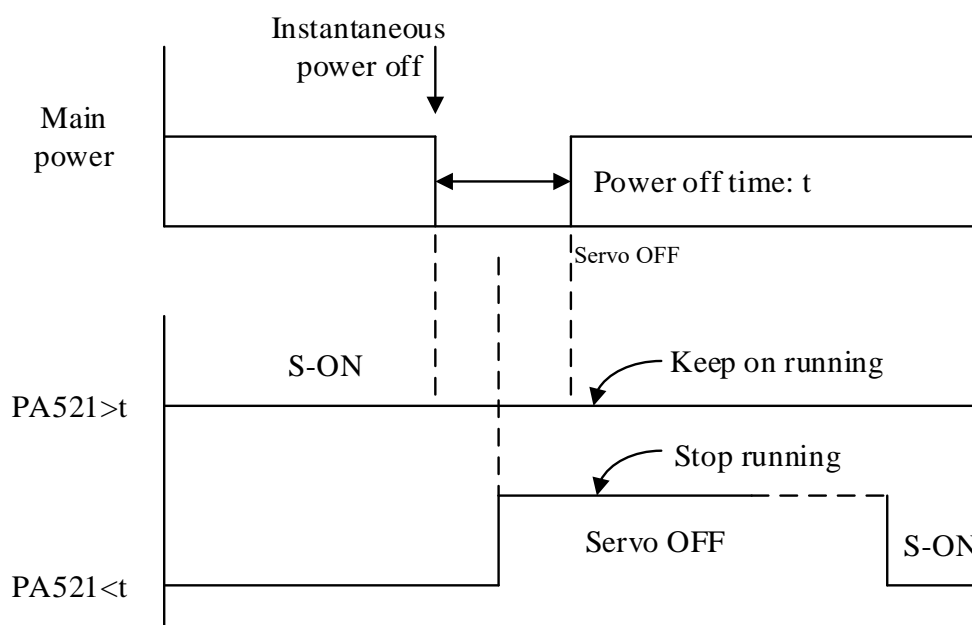 Instantaneous
power off
Main
power
Power off time: t
Servo OFF
S-ON
Keep on running
PA521>t
Stop running
Servo OFF
S-ON
PA521<t